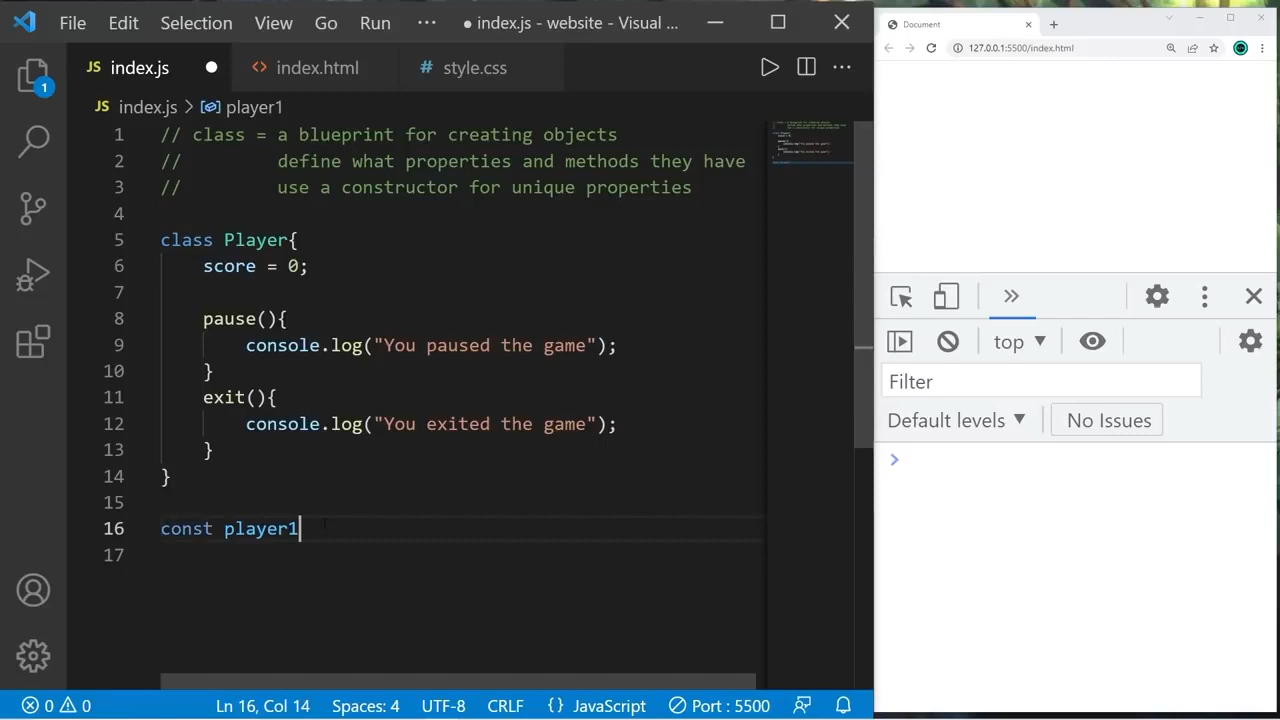 File Edit Selection View Go Run ··· ● index.js - website - Visual ...
JS index.js ● <> index.html # style.css
JS index.js > player1
1 // class = a blueprint for creating objects
2 //         define what properties and methods they have
3 //         use a constructor for unique properties
4
5 class Player{
6     score = 0;
7
8     pause(){
9         console.log("You paused the game");
10     }
11     exit(){
12         console.log("You exited the game");
13     }
14 }
15
16 const player1
17
1
0 0 Ln 16, Col 14 Spaces: 4 UTF-8 CRLF {} JavaScript Port : 5500
Document
127.0.0.1:5500/index.html
top ▼
Filter
Default levels ▼ No Issues
>